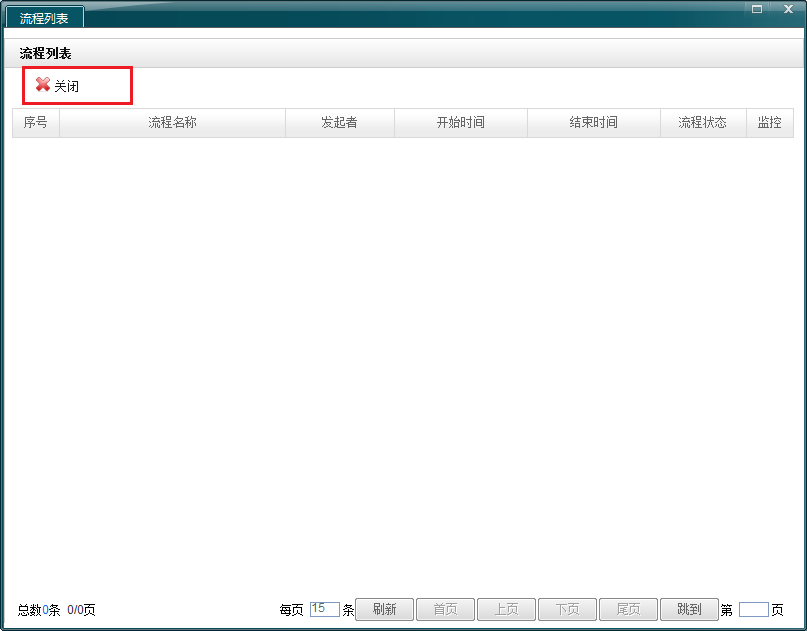 流程列表
流程列表
关闭
序号 流程名称 发起者 开始时间 结束时间 流程状态 监控
总数0条 0/0页 每页 15 条 刷新 首页 上页 下页 尾页 跳到 第 页